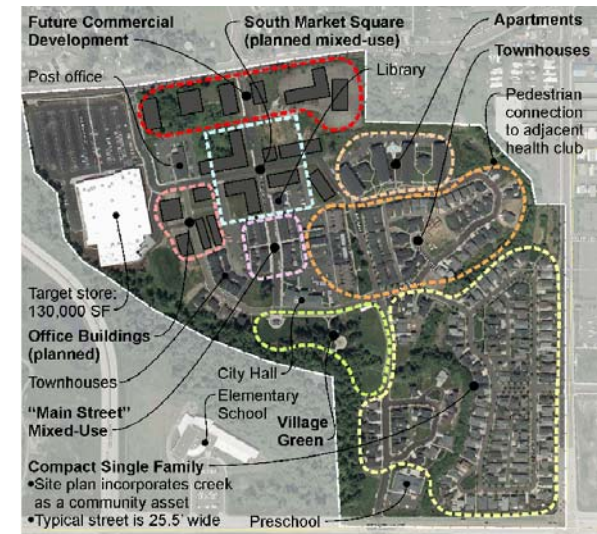 Future Commercial
Development
South Market Square
(planned mixed-use)
Apartments
Townhouses
Post office
Library
Pedestrian
connection
to adjacent
health club
Target store:
130,000 SF
Office Buildings
(planned)
Townhouses
"Main Street"
Mixed-Use
City Hall
Elementary
School
Village
Green
Compact Single Family
•Site plan incorporates creek
as a community asset
•Typical street is 25.5' wide
Preschool